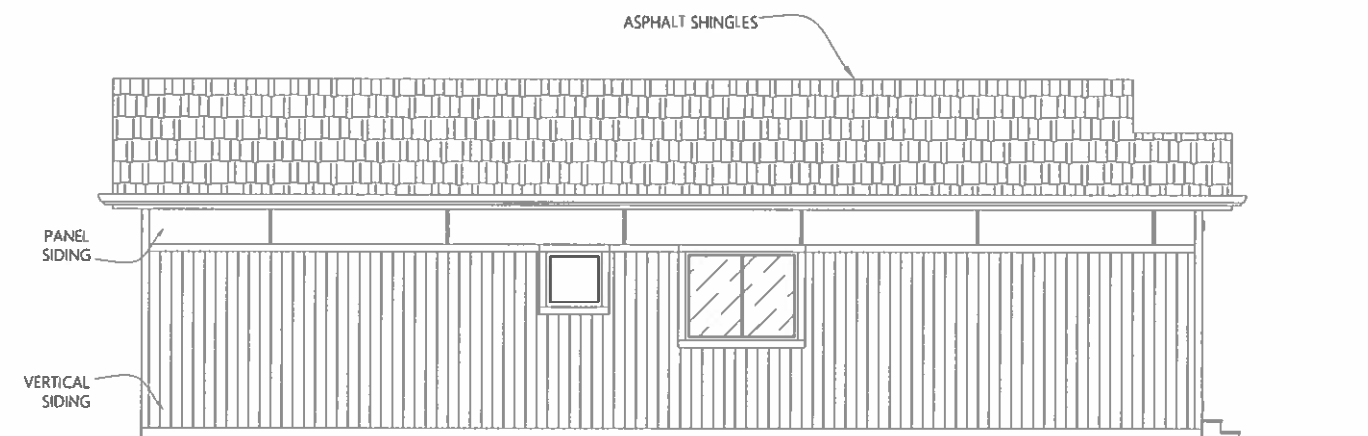 ASPHALT SHINGLES
PANEL
SIDING
VERTICAL
SIDING